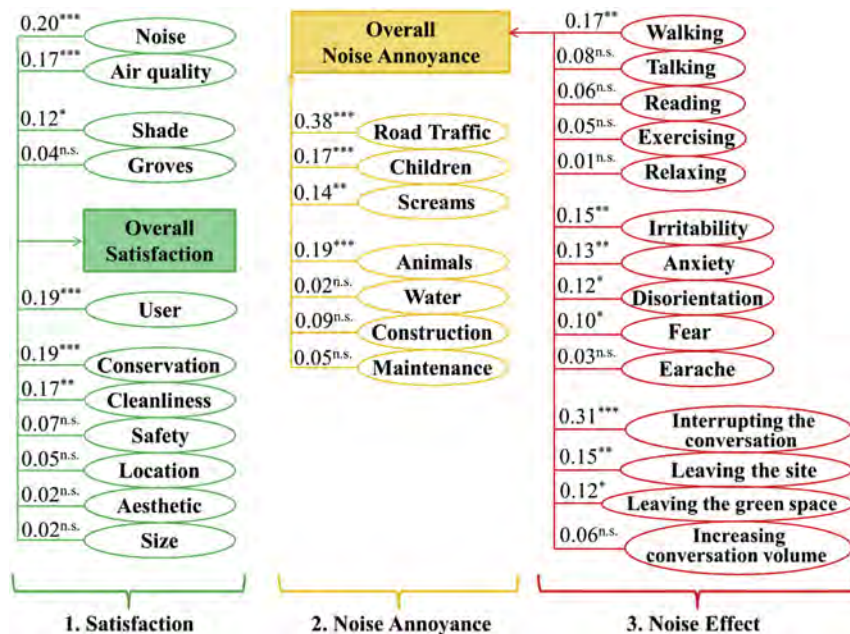 0.20***
Noise
0.17***
Air quality
0.12*
Shade
0.04n.s.
Groves
Overall
Satisfaction
0.19***
User
0.19***
Conservation
0.17**
Cleanliness
0.07n.s.
Safety
0.05n.s.
Location
0.02n.s.
Aesthetic
0.02n.s.
Size
1. Satisfaction
Overall
Noise Annoyance
0.38***
Road Traffic
0.17***
Children
0.14**
Screams
0.19***
Animals
0.02n.s.
Water
0.09n.s.
Construction
0.05n.s.
Maintenance
2. Noise Annoyance
0.17**
Walking
0.08n.s.
Talking
0.06n.s.
Reading
0.05n.s.
Exercising
0.01n.s.
Relaxing
0.15**
Irritability
0.13**
Anxiety
0.12*
Disorientation
0.10*
Fear
0.03n.s.
Earache
0.31***
Interrupting the
conversation
0.15**
Leaving the site
0.12*
Leaving the green space
0.06n.s.
Increasing
conversation volume
3. Noise Effect